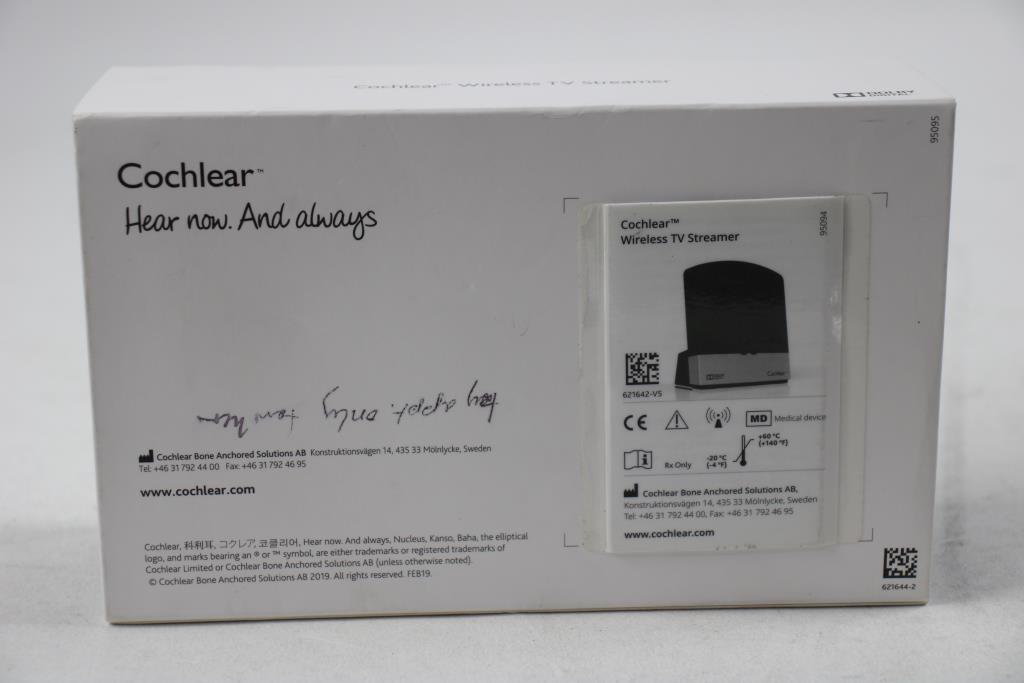 Cochlear™ Wireless TV Streamer
DOLBY
DIGITAL
95095
Cochlear™
Hear now. And always
appt. only
Cochlear Bone Anchored Solutions AB Konstruktionsvägen 14, 435 33 Mölnlycke, Sweden
Tel: +46 31 792 44 00 Fax: +46 31 792 46 95
www.cochlear.com
Cochlear, 科利耳, コクレア, 코클리어, Hear now. And always, Nucleus, Kanso, Baha, the elliptical
logo, and marks bearing an ® or ™ symbol, are either trademarks or registered trademarks of
Cochlear Limited or Cochlear Bone Anchored Solutions AB (unless otherwise noted).
© Cochlear Bone Anchored Solutions AB 2019. All rights reserved. FEB19.
Cochlear™
Wireless TV Streamer
95094
Cochlear
621642-V5
CE
MD Medical device
Rx Only
-20 °C
(-4 °F)
+60 °C
(+140 °F)
Cochlear Bone Anchored Solutions AB,
Konstruktionsvägen 14, 435 33 Mölnlycke, Sweden
Tel: +46 31 792 44 00, Fax: +46 31 792 46 95
www.cochlear.com
621644-2